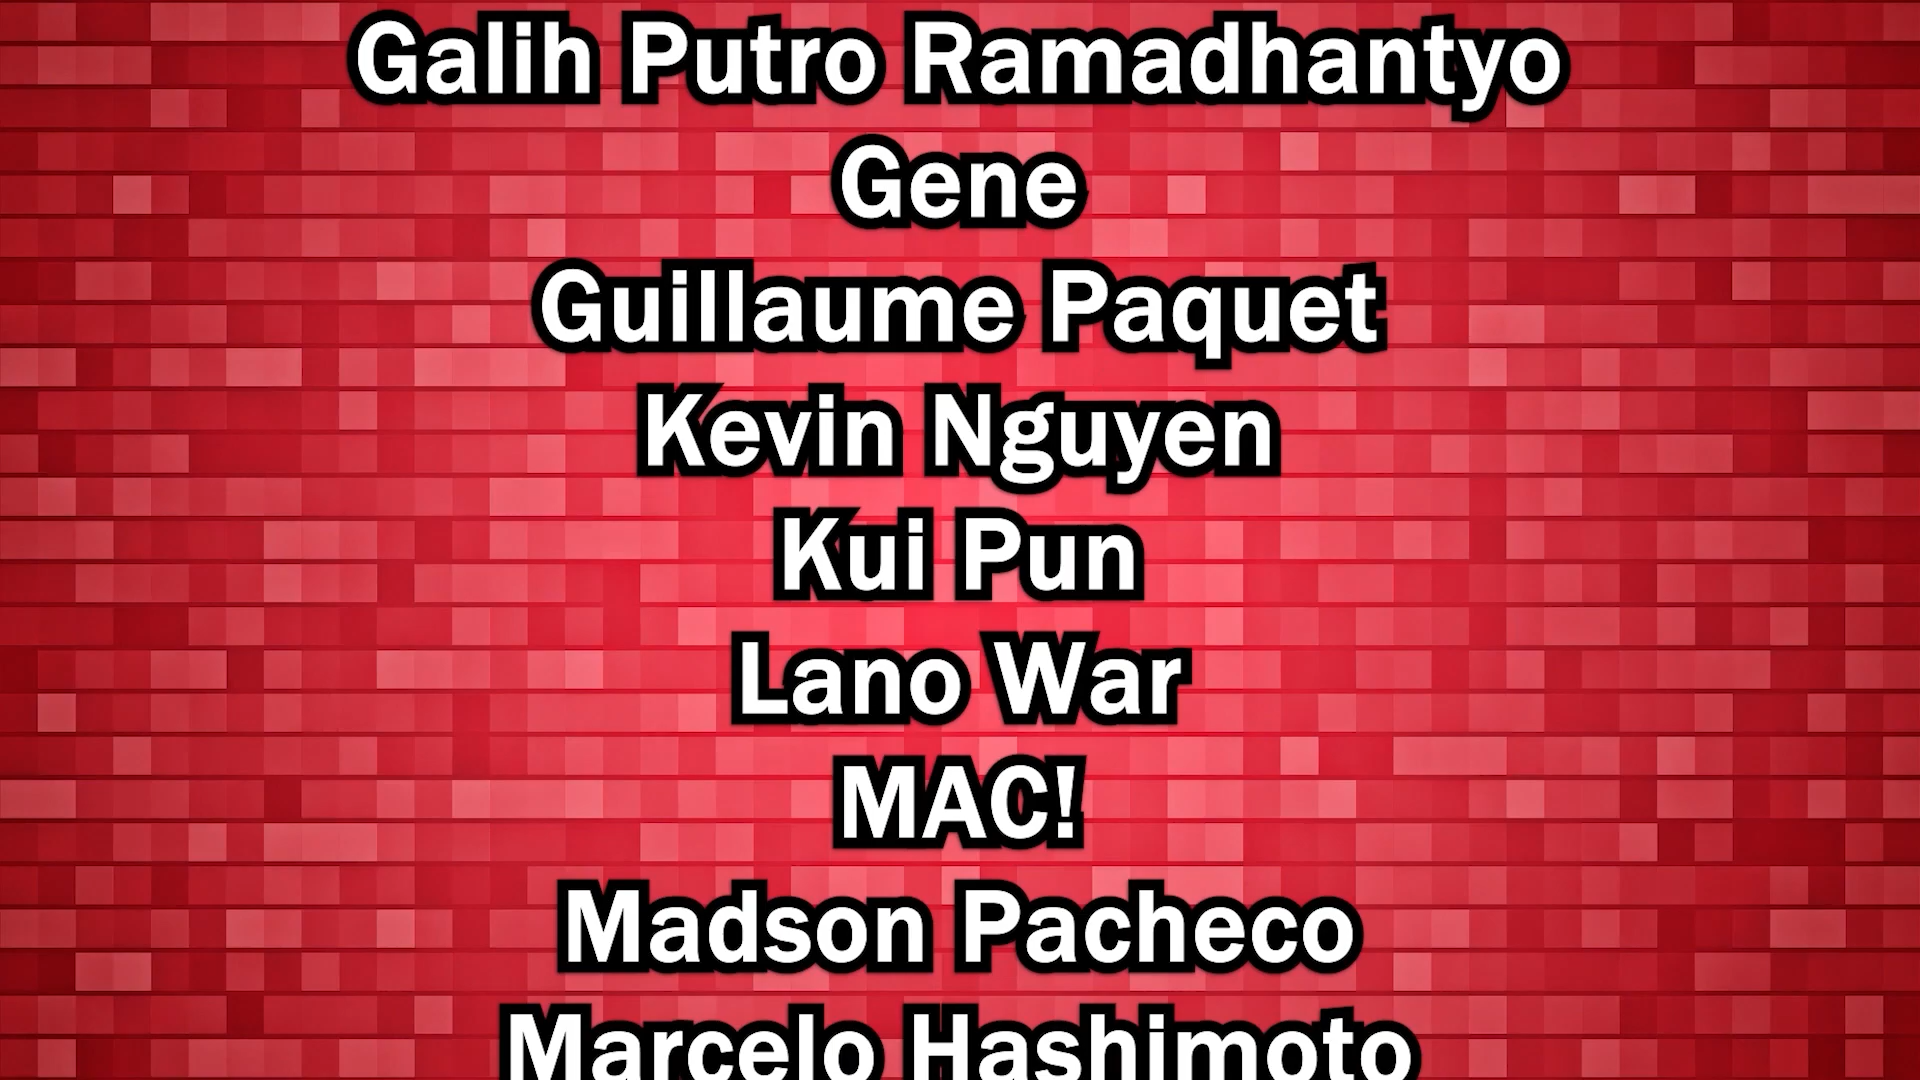 Galih Putro Ramadhantyo
Gene
Guillaume Paquet
Kevin Nguyen
Kui Pun
Lano War
MAC!
Madson Pacheco
Marcelo Hashimoto